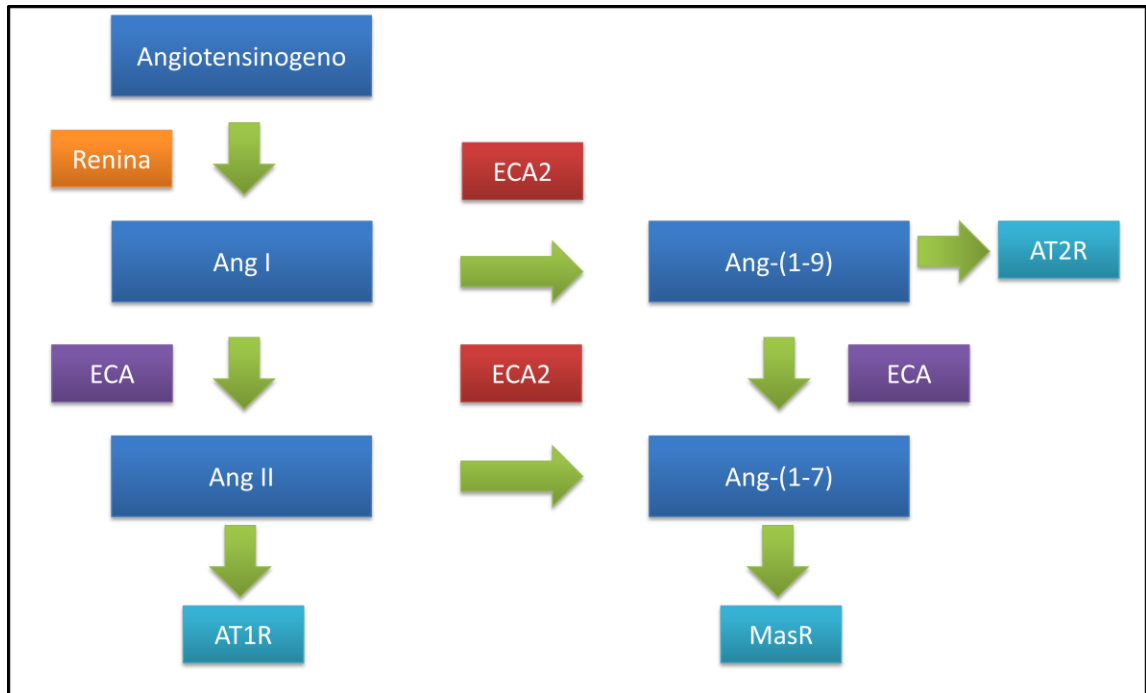 Angiotensinogeno
Renina
ECA2
Ang I
Ang-(1-9)
AT2R
ECA
ECA2
ECA
Ang II
Ang-(1-7)
AT1R
MasR